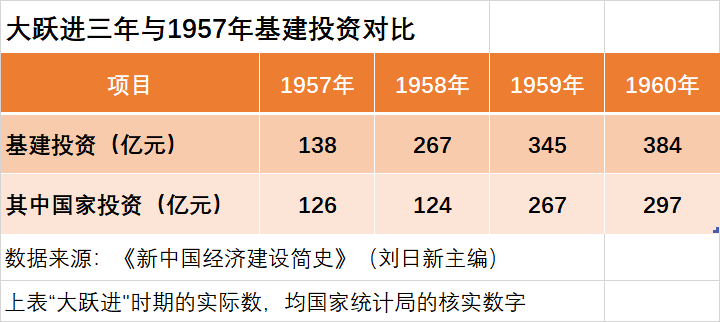 大跃进三年与1957年基建投资对比
项目 1957年 1958年 1959年 1960年
基建投资（亿元） 138 267 345 384
其中国家投资（亿元） 126 124 267 297
数据来源：《新中国经济建设简史》（刘日新主编）
上表“大跃进"时期的实际数，均国家统计局的核实数字